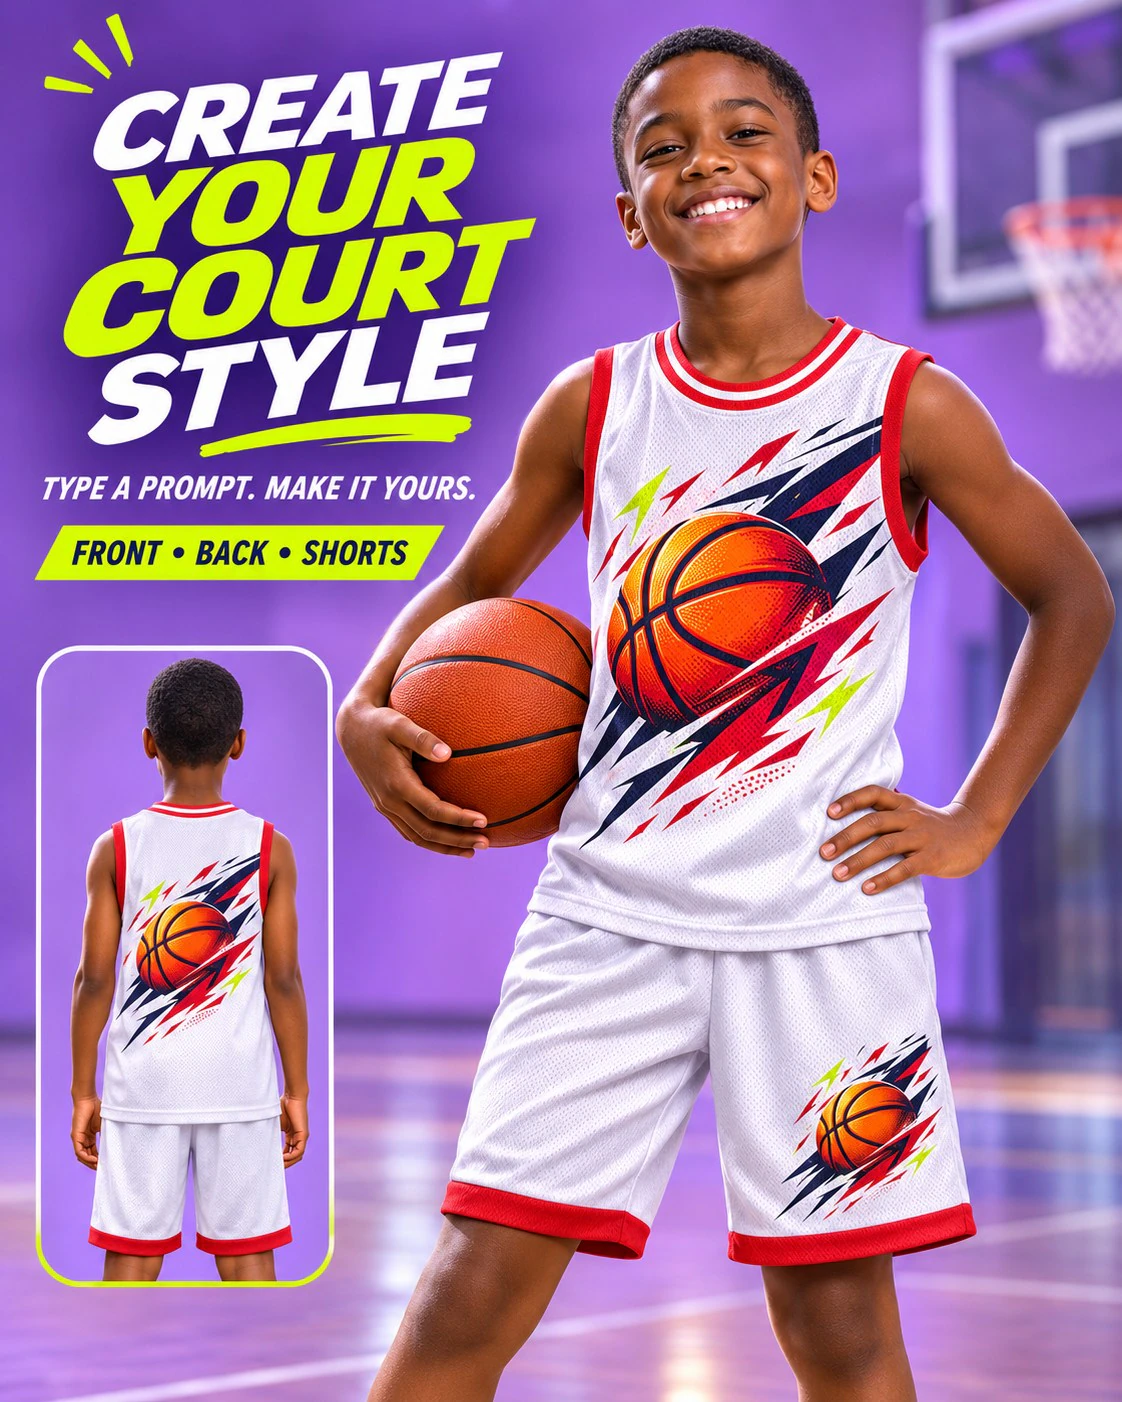 CREATE
YOUR
COURT
STYLE
TYPE A PROMPT. MAKE IT YOURS.
FRONT • BACK • SHORTS